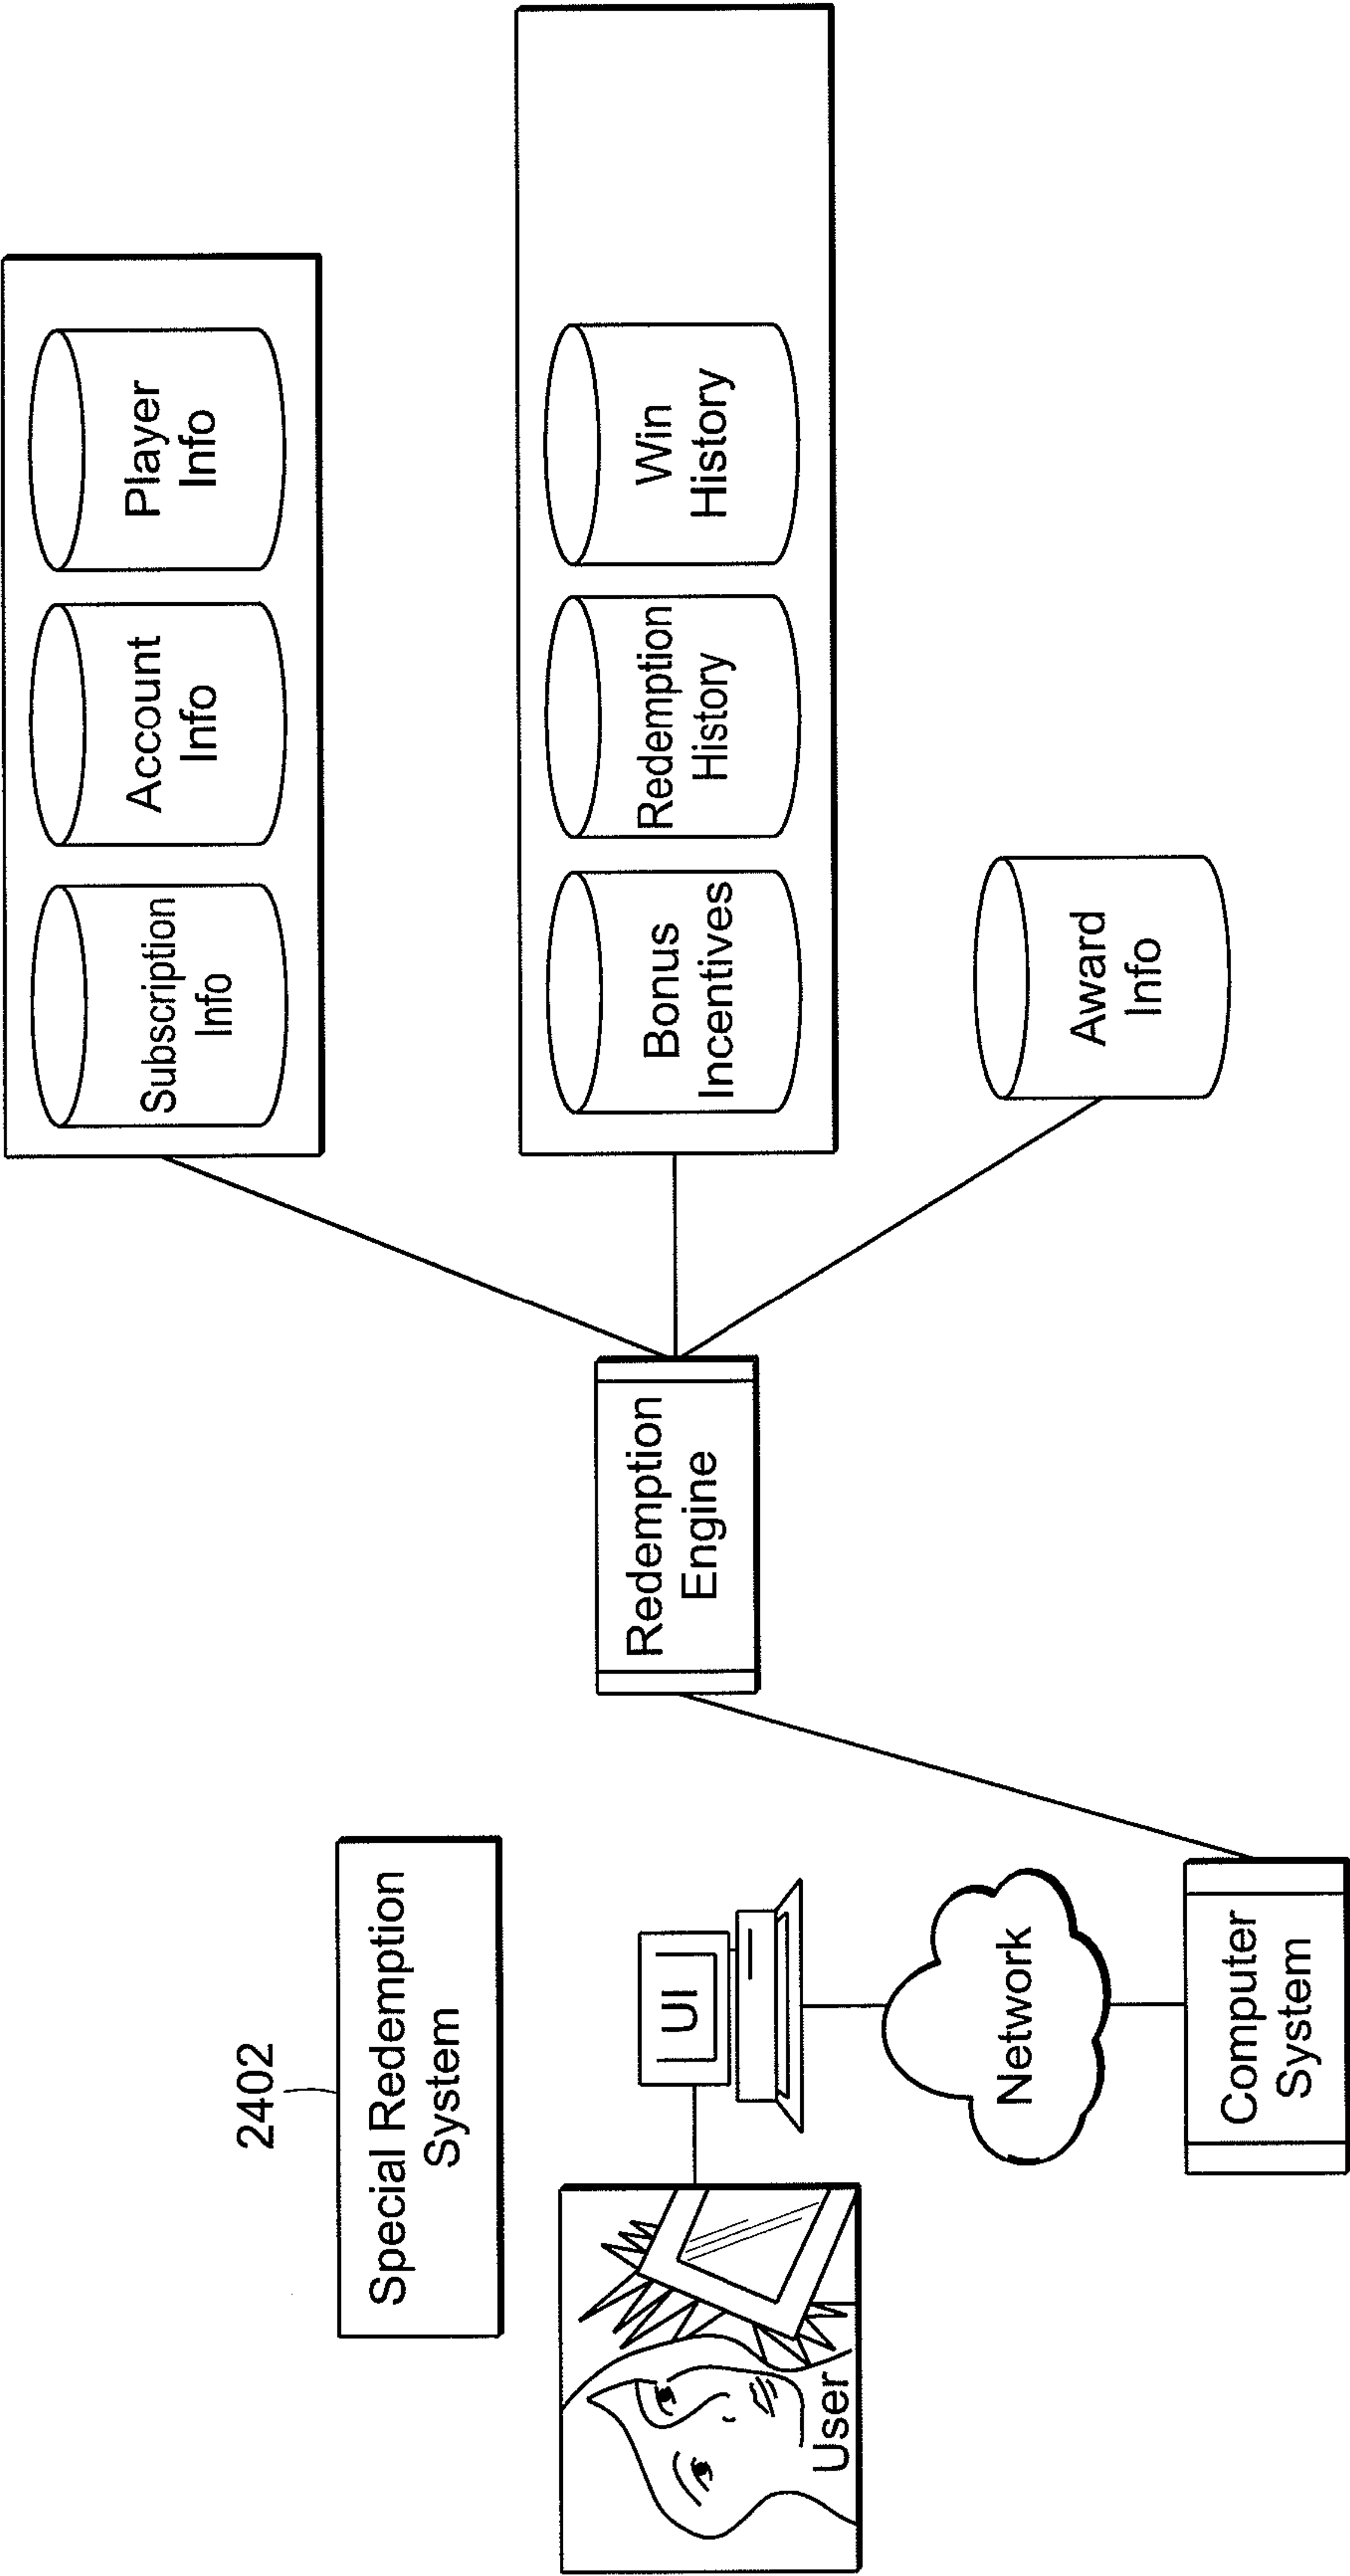 2402
Special Redemption
System
User
UI
Network
Computer
System
Redemption
Engine
Subscription
Info
Account
Info
Player
Info
Bonus
Incentives
Redemption
History
Win
History
Award
Info